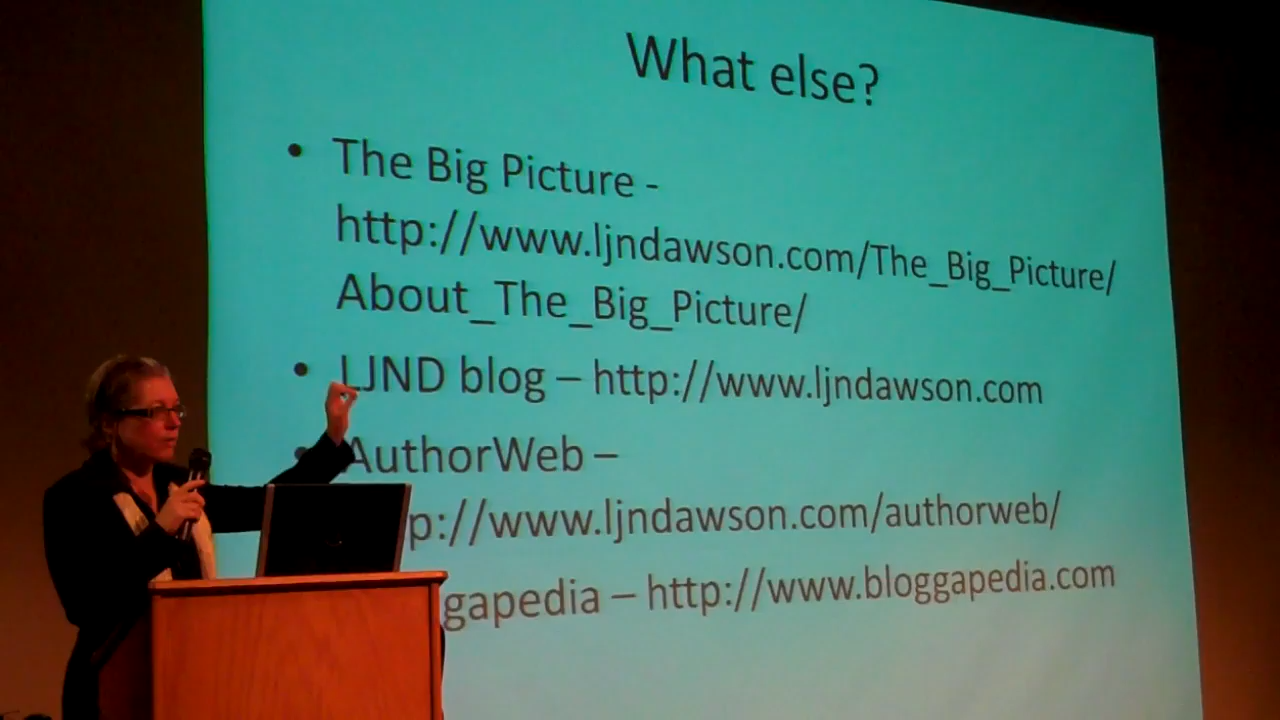 What else?
• The Big Picture -
http://www.ljndawson.com/The_Big_Picture/
About_The_Big_Picture/
• LJND blog – http://www.ljndawson.com
• AuthorWeb –
p://www.ljndawson.com/authorweb/
gapedia – http://www.bloggapedia.com